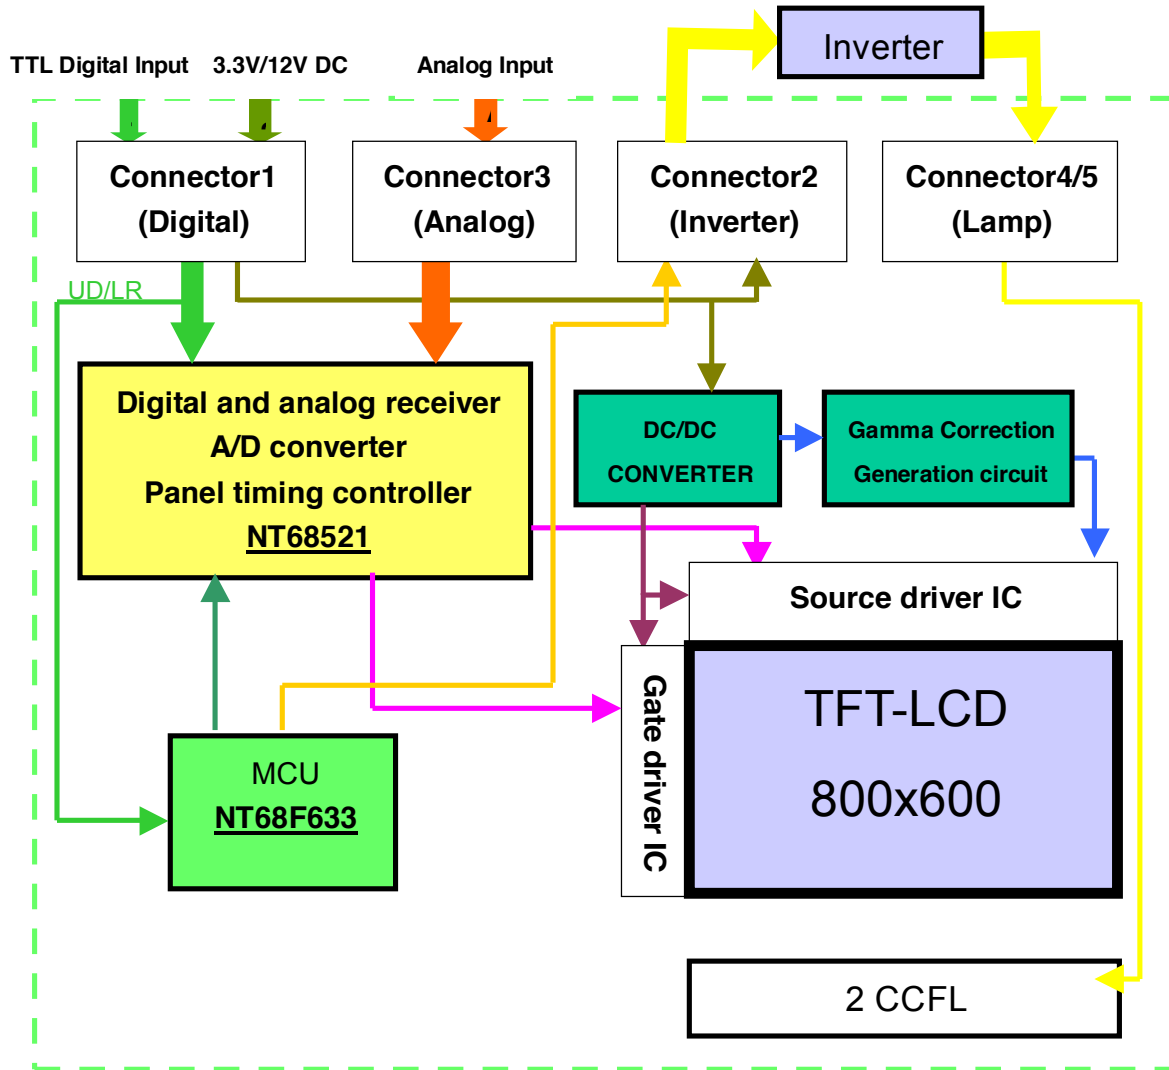 Inverter
TTL Digital Input
3.3V/12V DC
Analog Input
Connector1
(Digital)
Connector3
(Analog)
Connector2
(Inverter)
Connector4/5
(Lamp)
UD/LR
Digital and analog receiver
A/D converter
Panel timing controller
NT68521
DC/DC
CONVERTER
Gamma Correction
Generation circuit
Source driver IC
Gate driver IC
TFT-LCD
800x600
MCU
NT68F633
2 CCFL